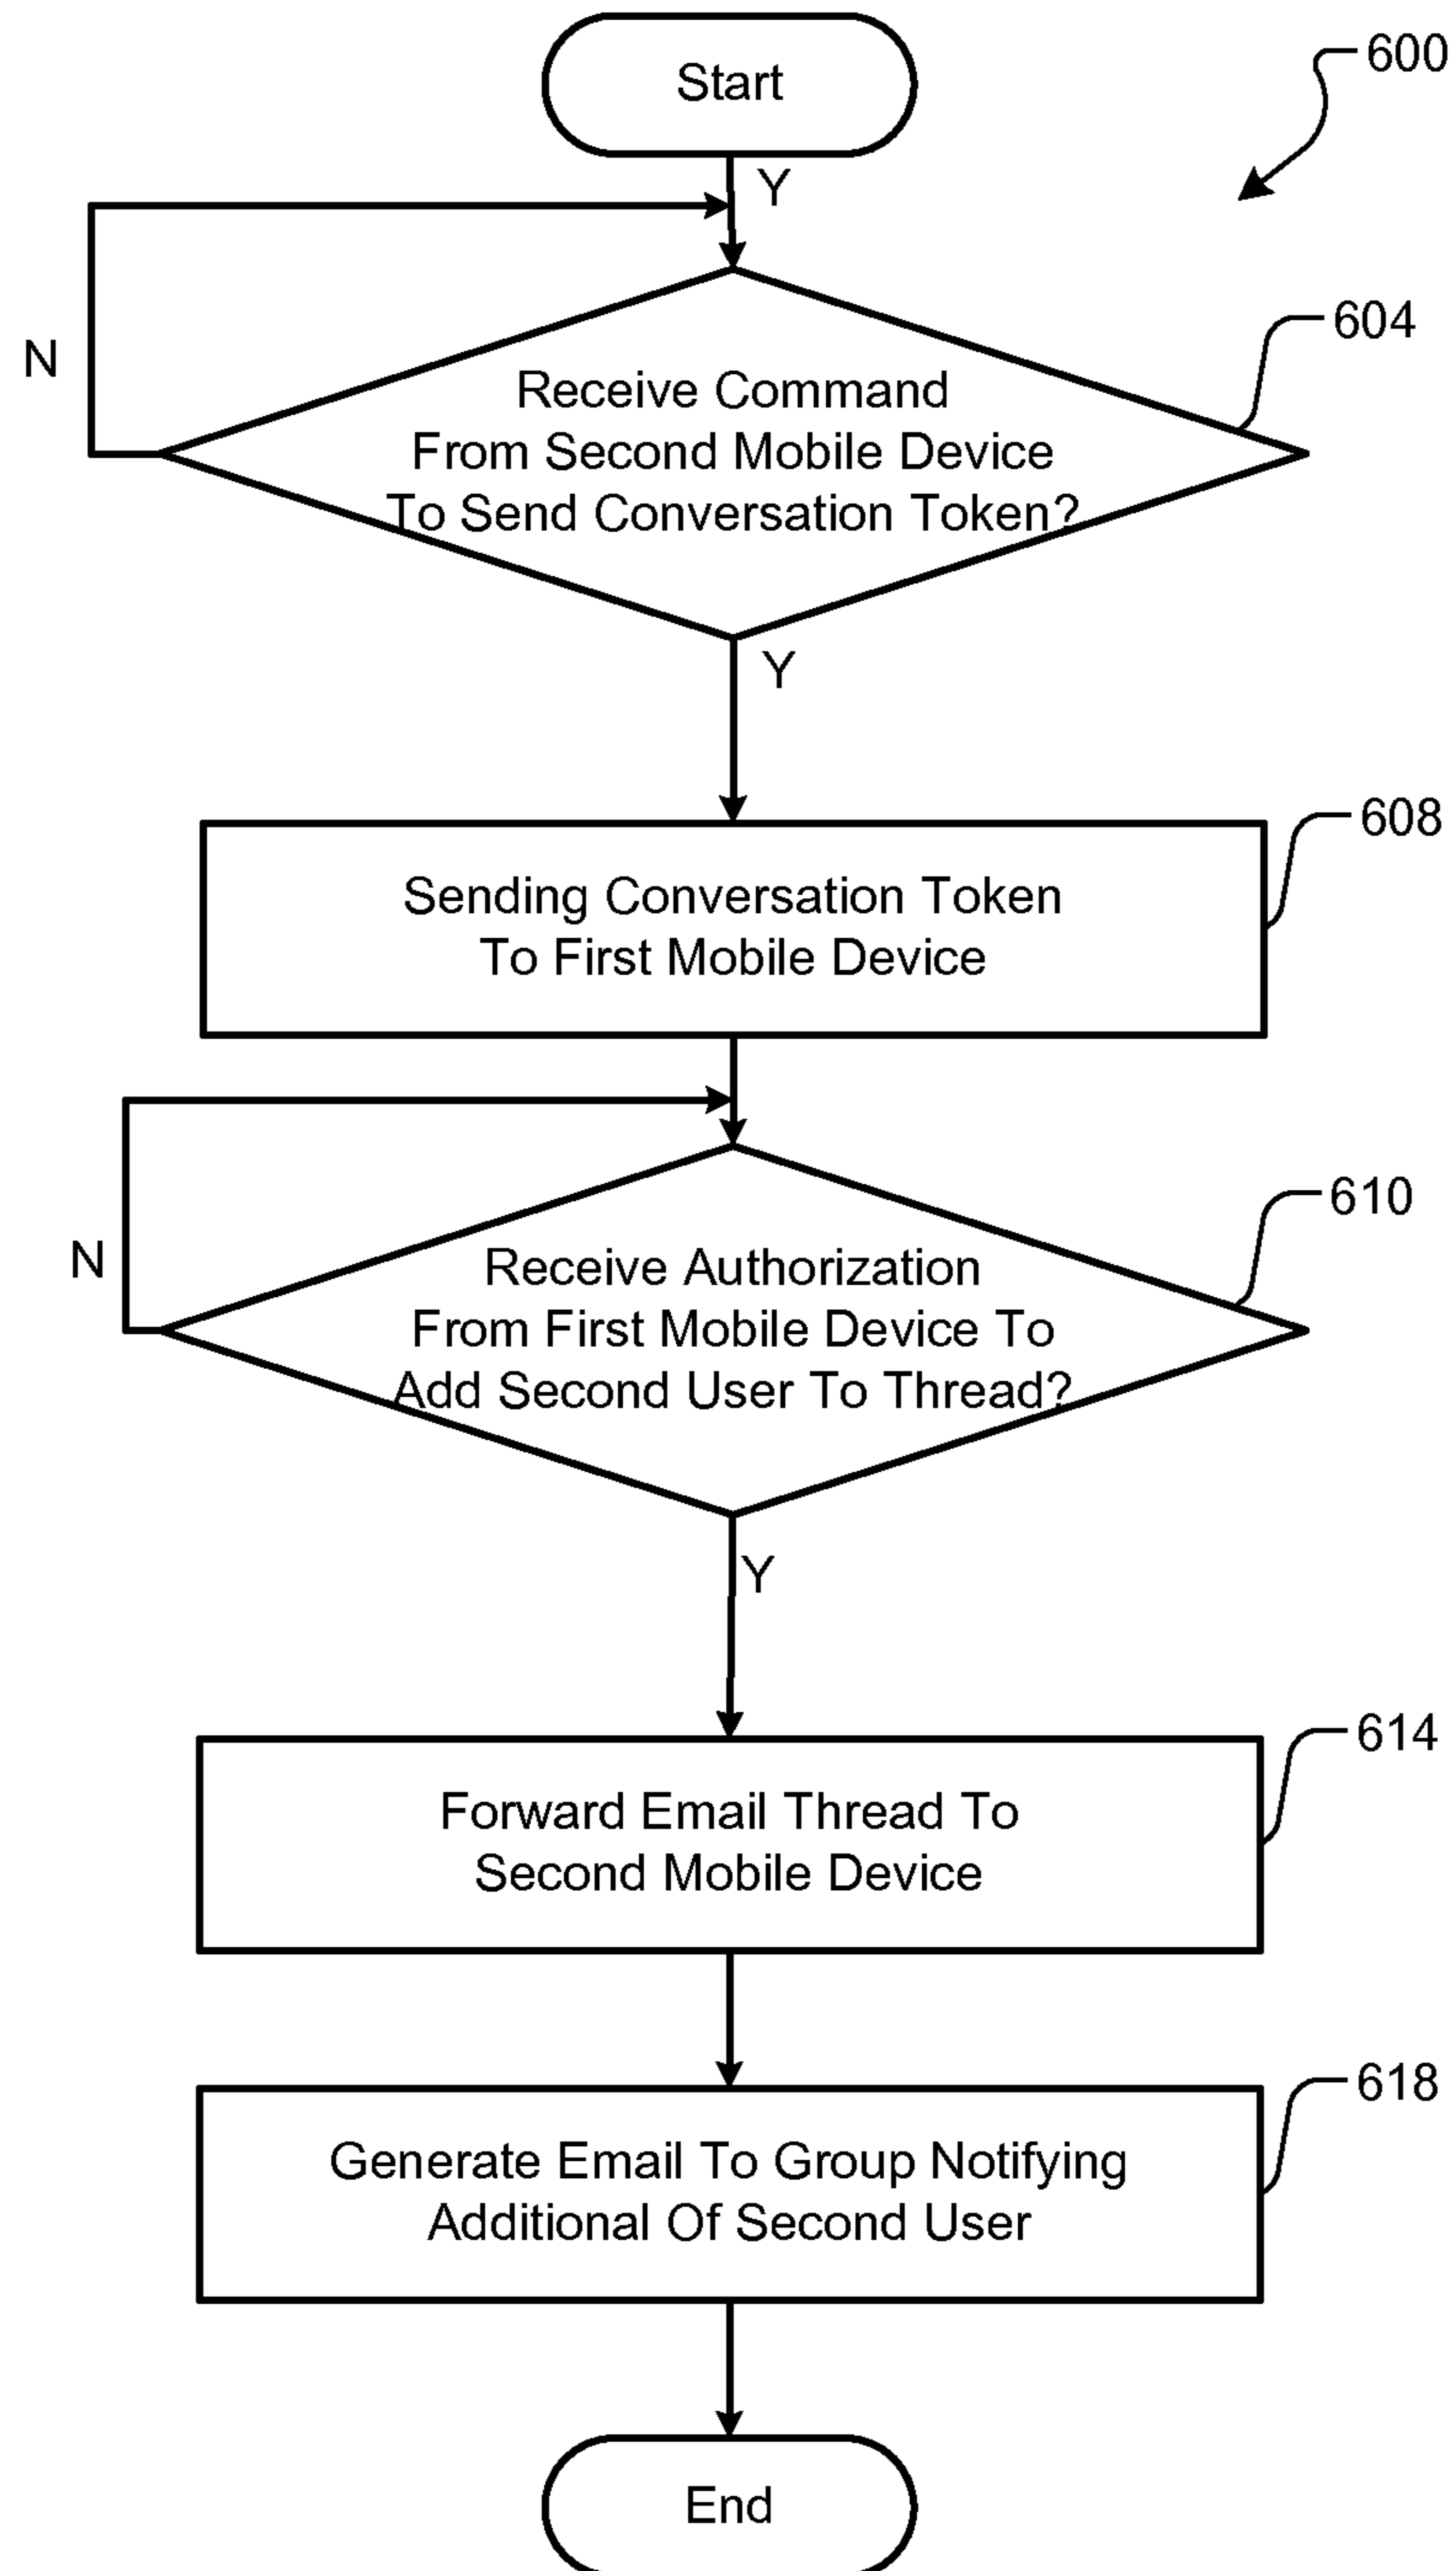 Start
600
Y
604
N
Receive Command
From Second Mobile Device
To Send Conversation Token?
Y
608
Sending Conversation Token
To First Mobile Device
610
N
Receive Authorization
From First Mobile Device To
Add Second User To Thread?
Y
614
Forward Email Thread To
Second Mobile Device
618
Generate Email To Group Notifying
Additional Of Second User
End